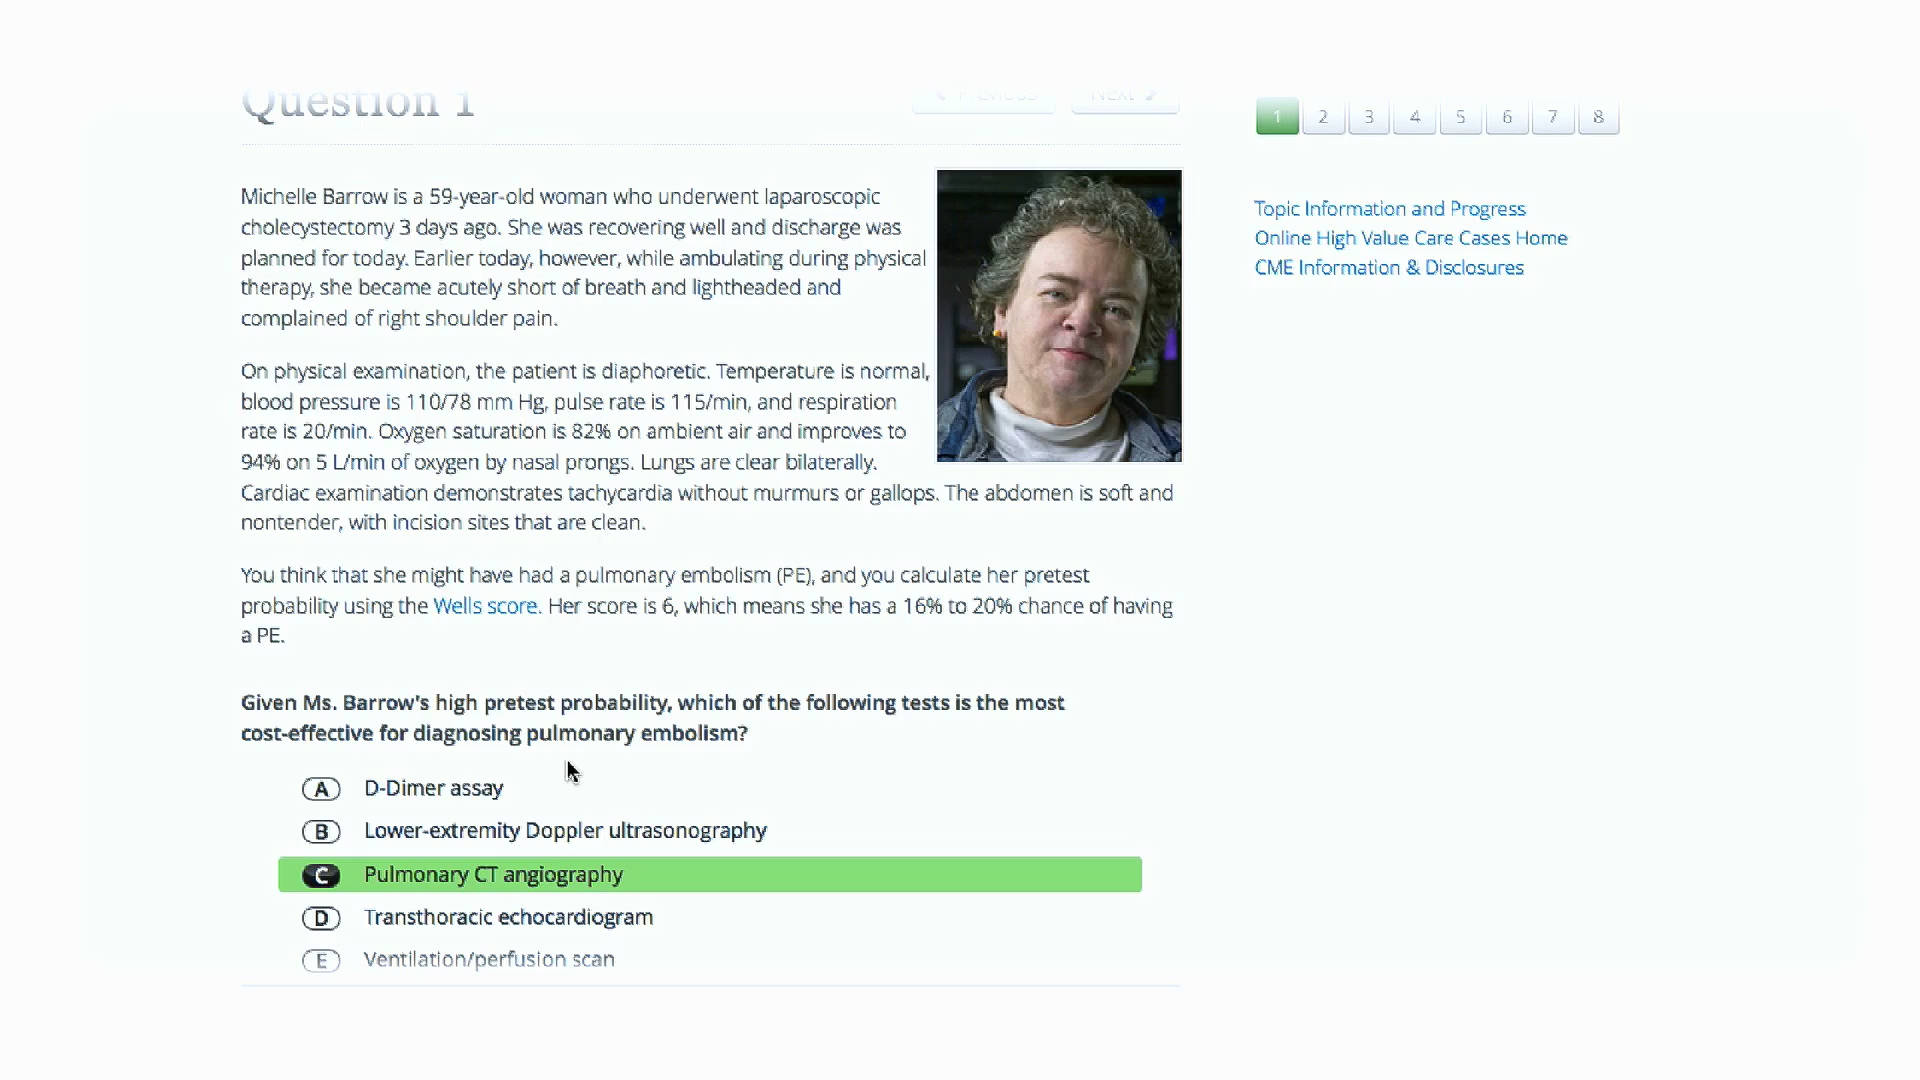 Question 1
Previous
NEXT
1 2 3 4 5 6 7 8
Michelle Barrow is a 59-year-old woman who underwent laparoscopic
cholecystectomy 3 days ago. She was recovering well and discharge was
planned for today. Earlier today, however, while ambulating during physical
therapy, she became acutely short of breath and lightheaded and
complained of right shoulder pain.
On physical examination, the patient is diaphoretic. Temperature is normal,
blood pressure is 110/78 mm Hg, pulse rate is 115/min, and respiration
rate is 20/min. Oxygen saturation is 82% on ambient air and improves to
94% on 5 L/min of oxygen by nasal prongs. Lungs are clear bilaterally.
Cardiac examination demonstrates tachycardia without murmurs or gallops. The abdomen is soft and
nontender, with incision sites that are clean.
You think that she might have had a pulmonary embolism (PE), and you calculate her pretest
probability using the Wells score. Her score is 6, which means she has a 16% to 20% chance of having
a PE.
Given Ms. Barrow's high pretest probability, which of the following tests is the most
cost-effective for diagnosing pulmonary embolism?
A D-Dimer assay
B Lower-extremity Doppler ultrasonography
C Pulmonary CT angiography
D Transthoracic echocardiogram
E Ventilation/perfusion scan
Topic Information and Progress
Online High Value Care Cases Home
CME Information & Disclosures